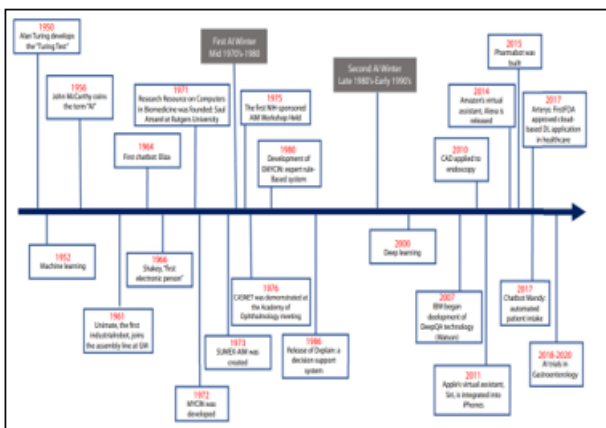 1950
Alan Turing develops
the "Turing Test"
1956
John McCarthy coins
the term "AI"
1964
First chatbot: Eliza
1971
Research Resource on Computers
in Biomedicine was founded: Saul
Amarel at Rutgers University
First AI Winter
Mid 1970's-1980
1975
The first NIH sponsored
AIM Workshop Held
1980
Development of
EMYCIN: expert rule-
Based system
Second AI Winter
Late 1980's-Early 1990's
2010
CAD applied to
endoscopy
2014
Amazon's virtual
assistant, Alexa is
released
2015
Pharmabot was
built
2017
Arterys: First FDA
approved cloud-
based DL application in
healthcare
1952
Machine learning
1961
Unimate, the first
industrial robot, joins
the assembly line at GM
1966
Shakey, "first
electronic person"
1972
MYCIN was
developed
1973
SUMEX-AIM was
created
1976
CASNET was demonstrated at
the Academy of
Ophthalmology meeting
1986
Release of Dxplain: a
decision support
system
2000
Deep learning
2007
IBM began
development of
DeepQA technology
(Watson)
2011
Apple's virtual assistant,
Siri, is integrated into
iPhones
2017
Chatbot Mandy:
automated
patient intake
2018-2020
AI trials in
Gastroenterology